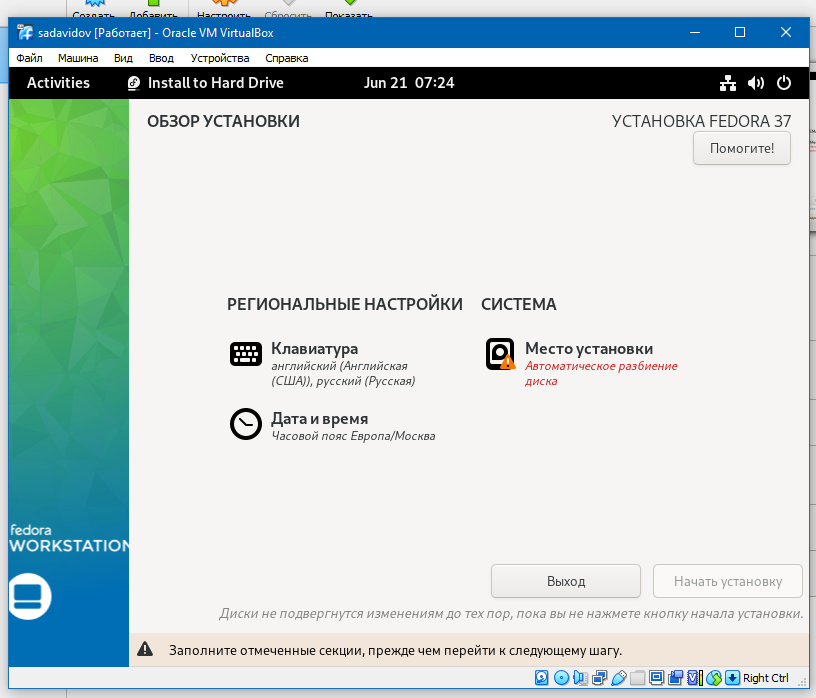 Создать Добавить Настроить Сбросить Показать
sadavidov [Работает] - Oracle VM VirtualBox
Файл Машина Вид Ввод Устройства Справка
Activities Install to Hard Drive Jun 21 07:24
ОБЗОР УСТАНОВКИ
УСТАНОВКА FEDORA 37
Помогите!
РЕГИОНАЛЬНЫЕ НАСТРОЙКИ
Клавиатура
английский (Английская
(США)), русский (Русская)
Дата и время
Часовой пояс Европа/Москва
СИСТЕМА
Место установки
Автоматическое разбиение
диска
fedora
WORKSTATION
Выход
Начать установку
Диски не подвергнутся изменениям до тех пор, пока вы не нажмете кнопку начала установки.
Заполните отмеченные секции, прежде чем перейти к следующему шагу.
Right Ctrl